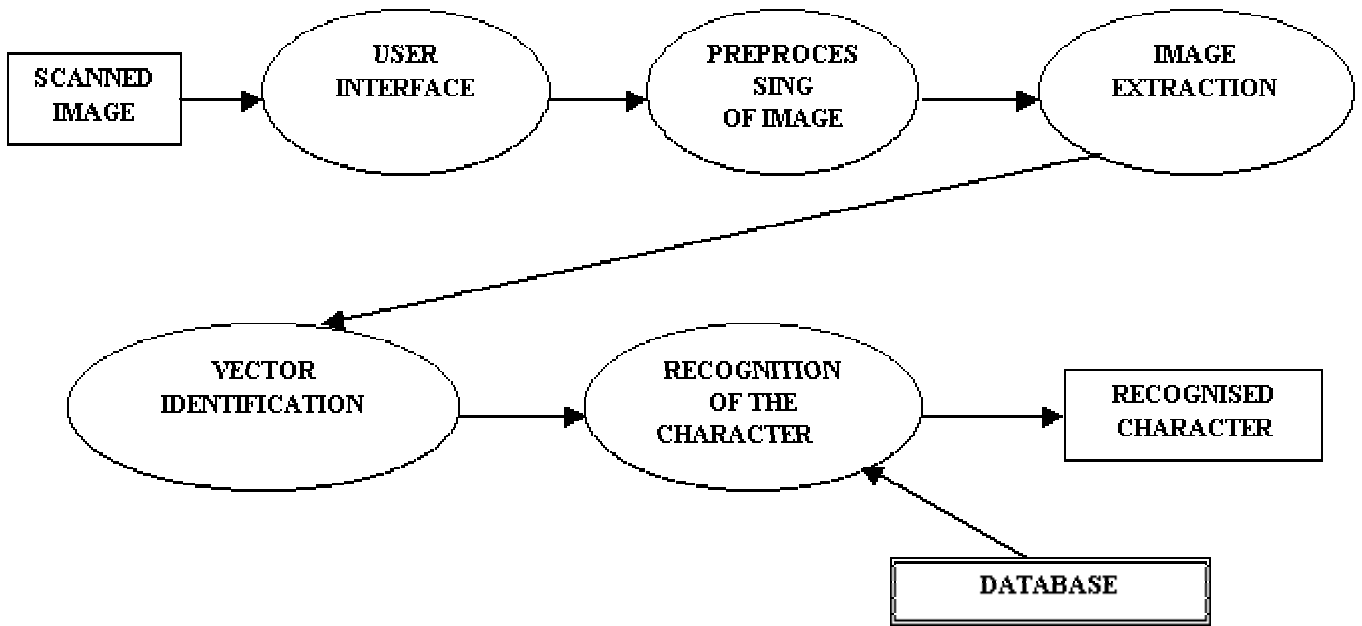 SCANNED
IMAGE
USER
INTERFACE
PREPROCES
SING
OF IMAGE
IMAGE
EXTRACTION
VECTOR
IDENTIFICATION
RECOGNITION
OF THE
CHARACTER
RECOGNISED
CHARACTER
DATABASE